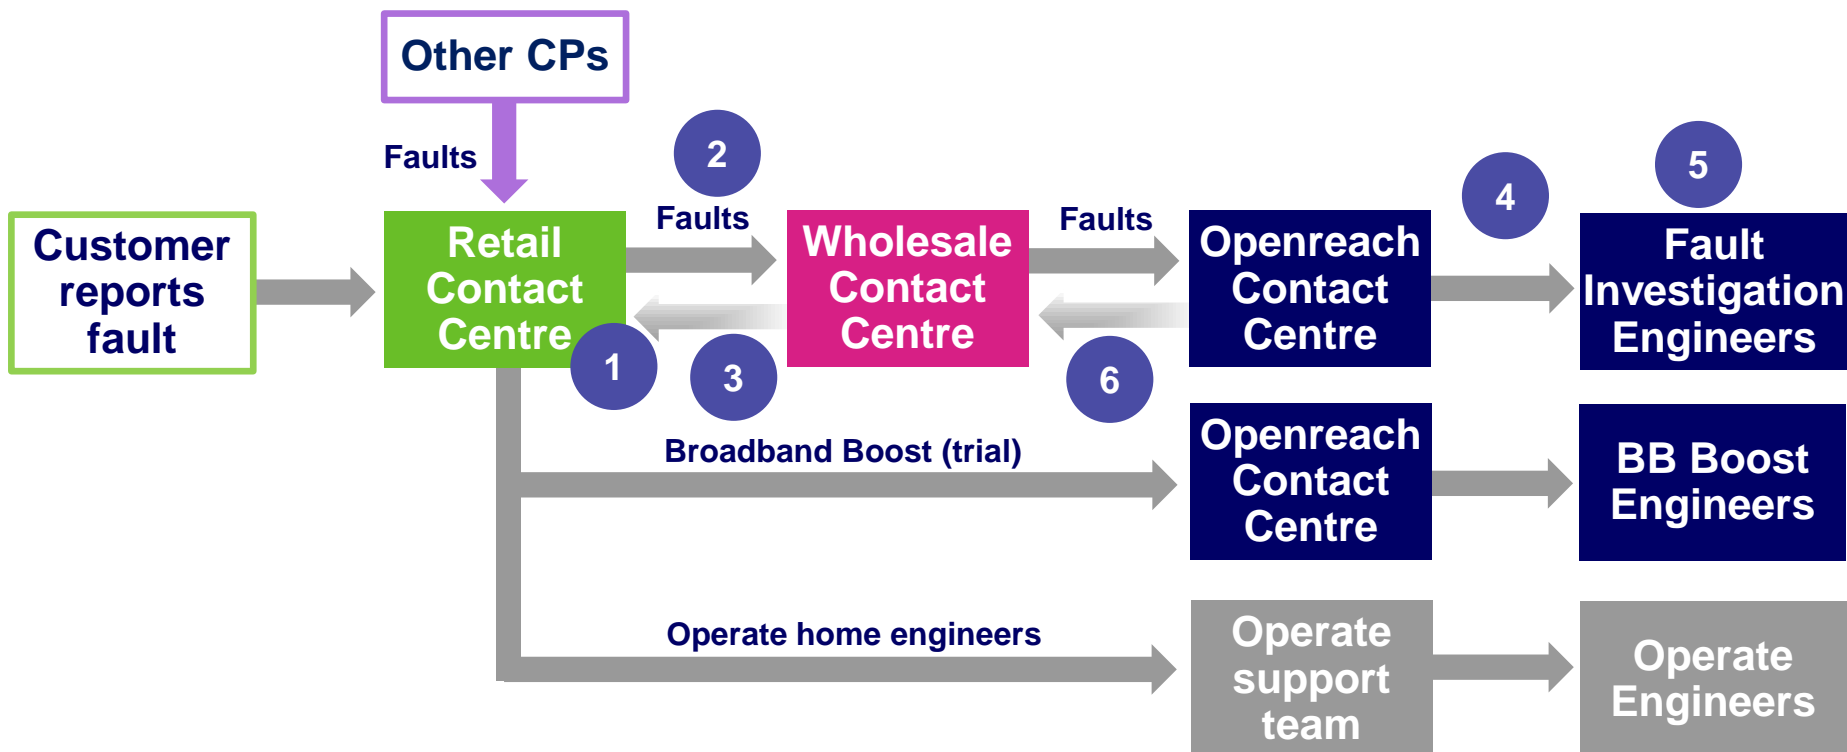 Other CPs
Faults
2
4
5
Customer
reports
fault
Retail
Contact
Centre
1
Faults
3
Wholesale
Contact
Centre
Faults
6
Openreach
Contact
Centre
Fault
Investigation
Engineers
Broadband Boost (trial)
Openreach
Contact
Centre
BB Boost
Engineers
Operate home engineers
Operate
support
team
Operate
Engineers